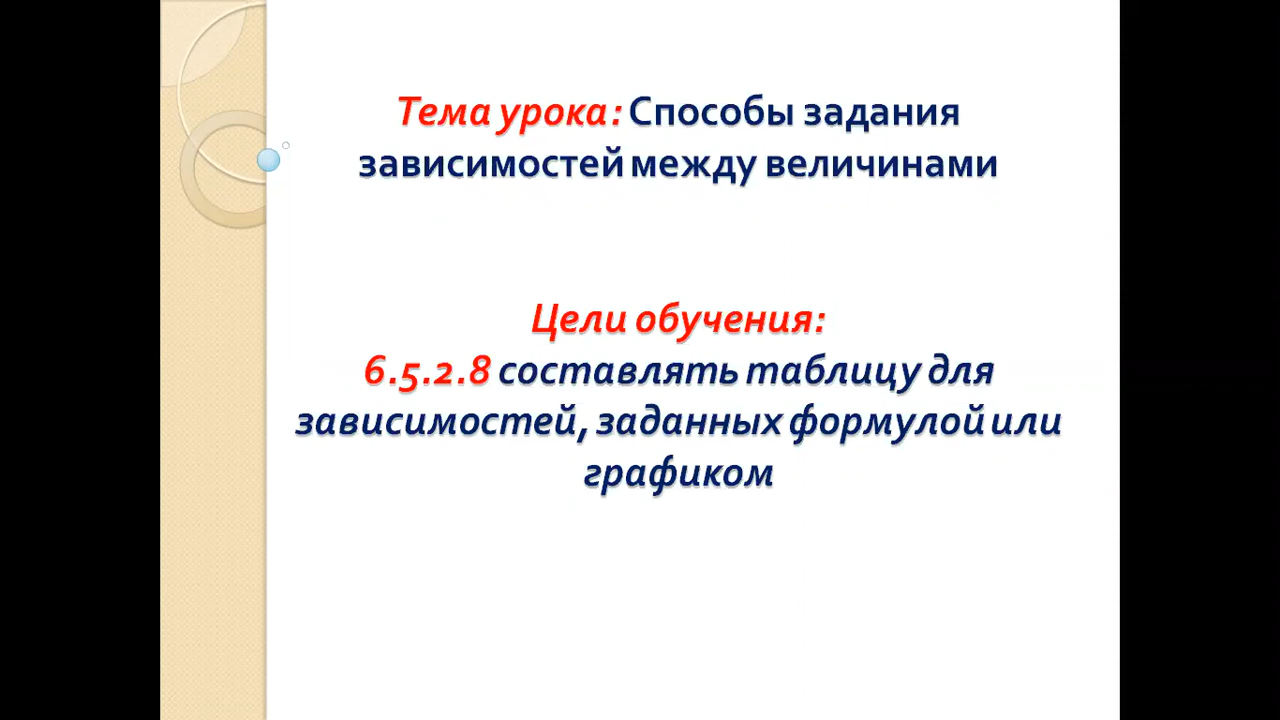 Тема урока: Способы задания
зависимостей между величинами
Цели обучения:
6.5.2.8 составлять таблицу для
зависимостей, заданных формулой или
графиком